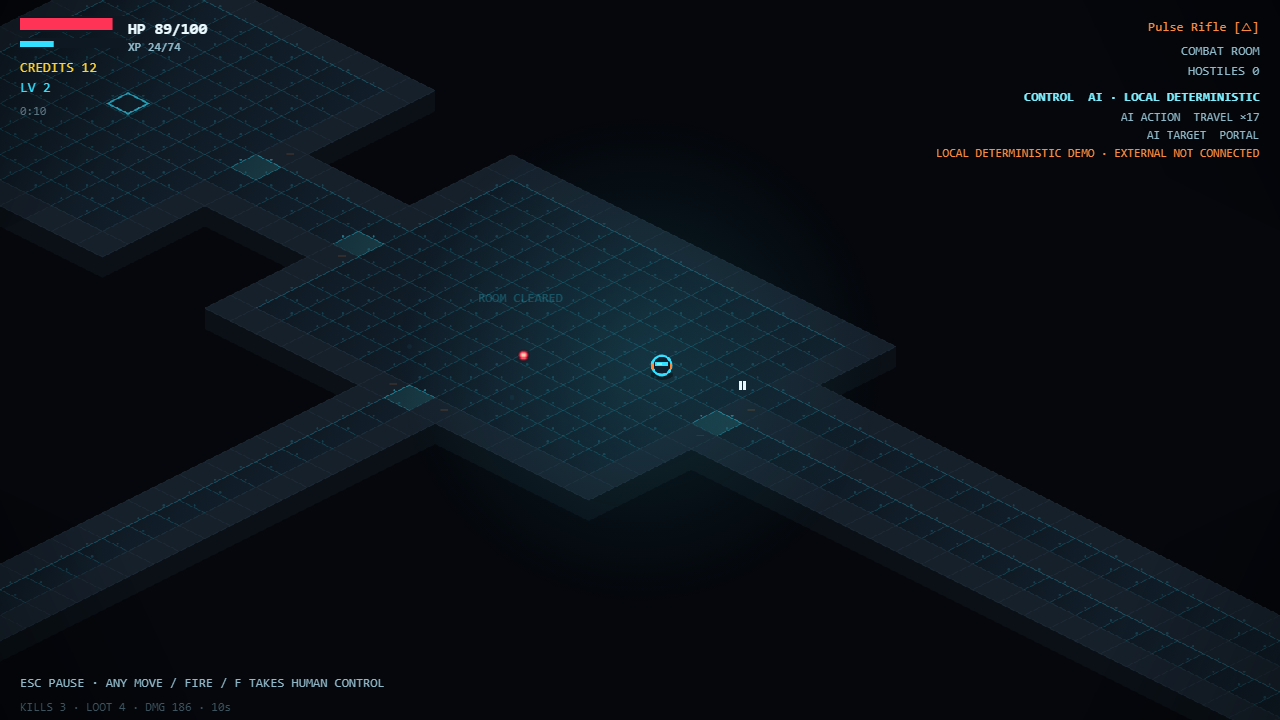 HP 89/100
XP 24/74
CREDITS 12
LV 2
0:10
Pulse Rifle [△]
COMBAT ROOM
HOSTILES 0
CONTROL  AI · LOCAL DETERMINISTIC
AI ACTION  TRAVEL ×17
AI TARGET  PORTAL
LOCAL DETERMINISTIC DEMO · EXTERNAL NOT CONNECTED
ROOM CLEARED
ESC PAUSE · ANY MOVE / FIRE / F TAKES HUMAN CONTROL
KILLS 3 · LOOT 4 · DMG 186 · 10s